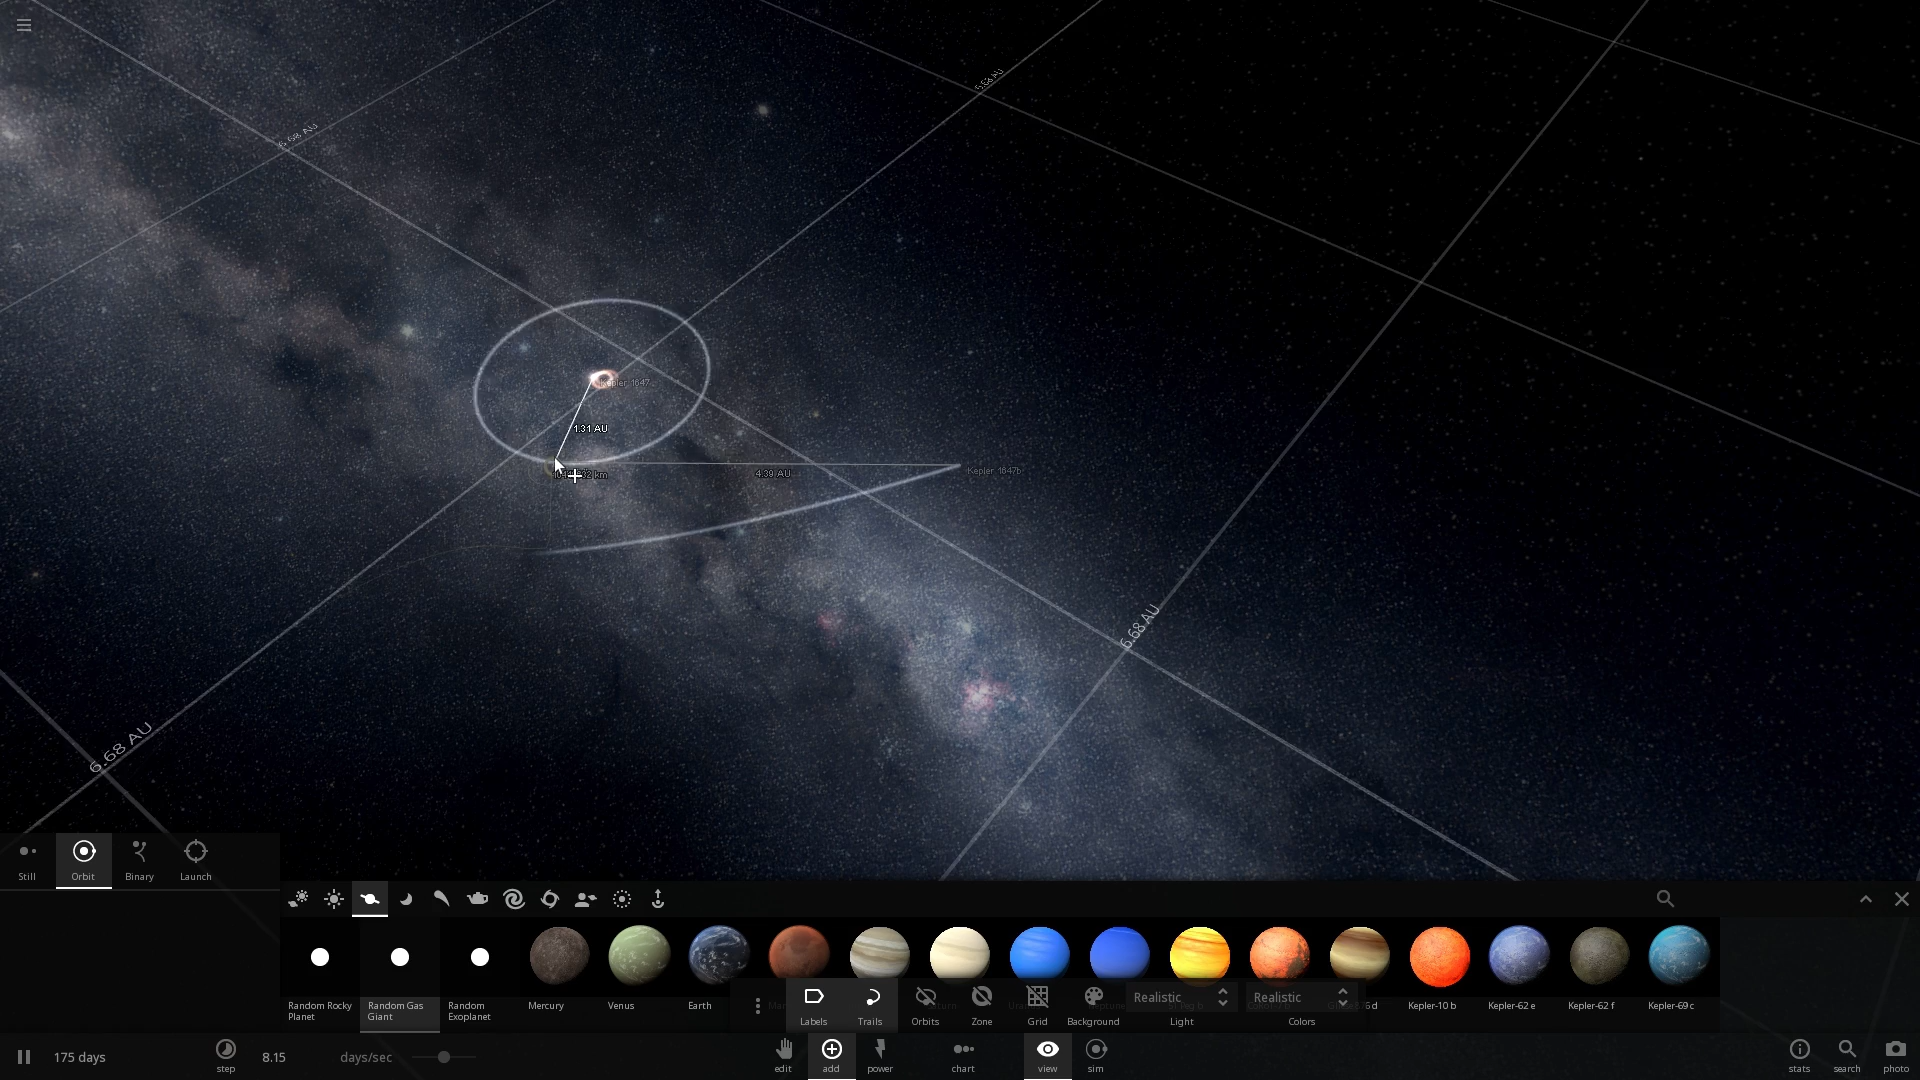 6.68 AU
6.68 AU
Kepler 1647
1.31 AU
Kepler 1647b
4.39 AU
6.68 AU
6.68 AU
Still
Orbit
Binary
Launch
Random Rocky
Planet
Random Gas
Giant
Random
Exoplanet
Mercury
Venus
Earth
Kepler-10 b
Kepler-62 e
Kepler-62 f
Kepler-69 c
Labels
Trails
Orbits
Zone
Grid
Background
Realistic
Light
Realistic
Colors
175 days
step
8.15
days/sec
edit
add
power
chart
view
sim
stats
search
photo